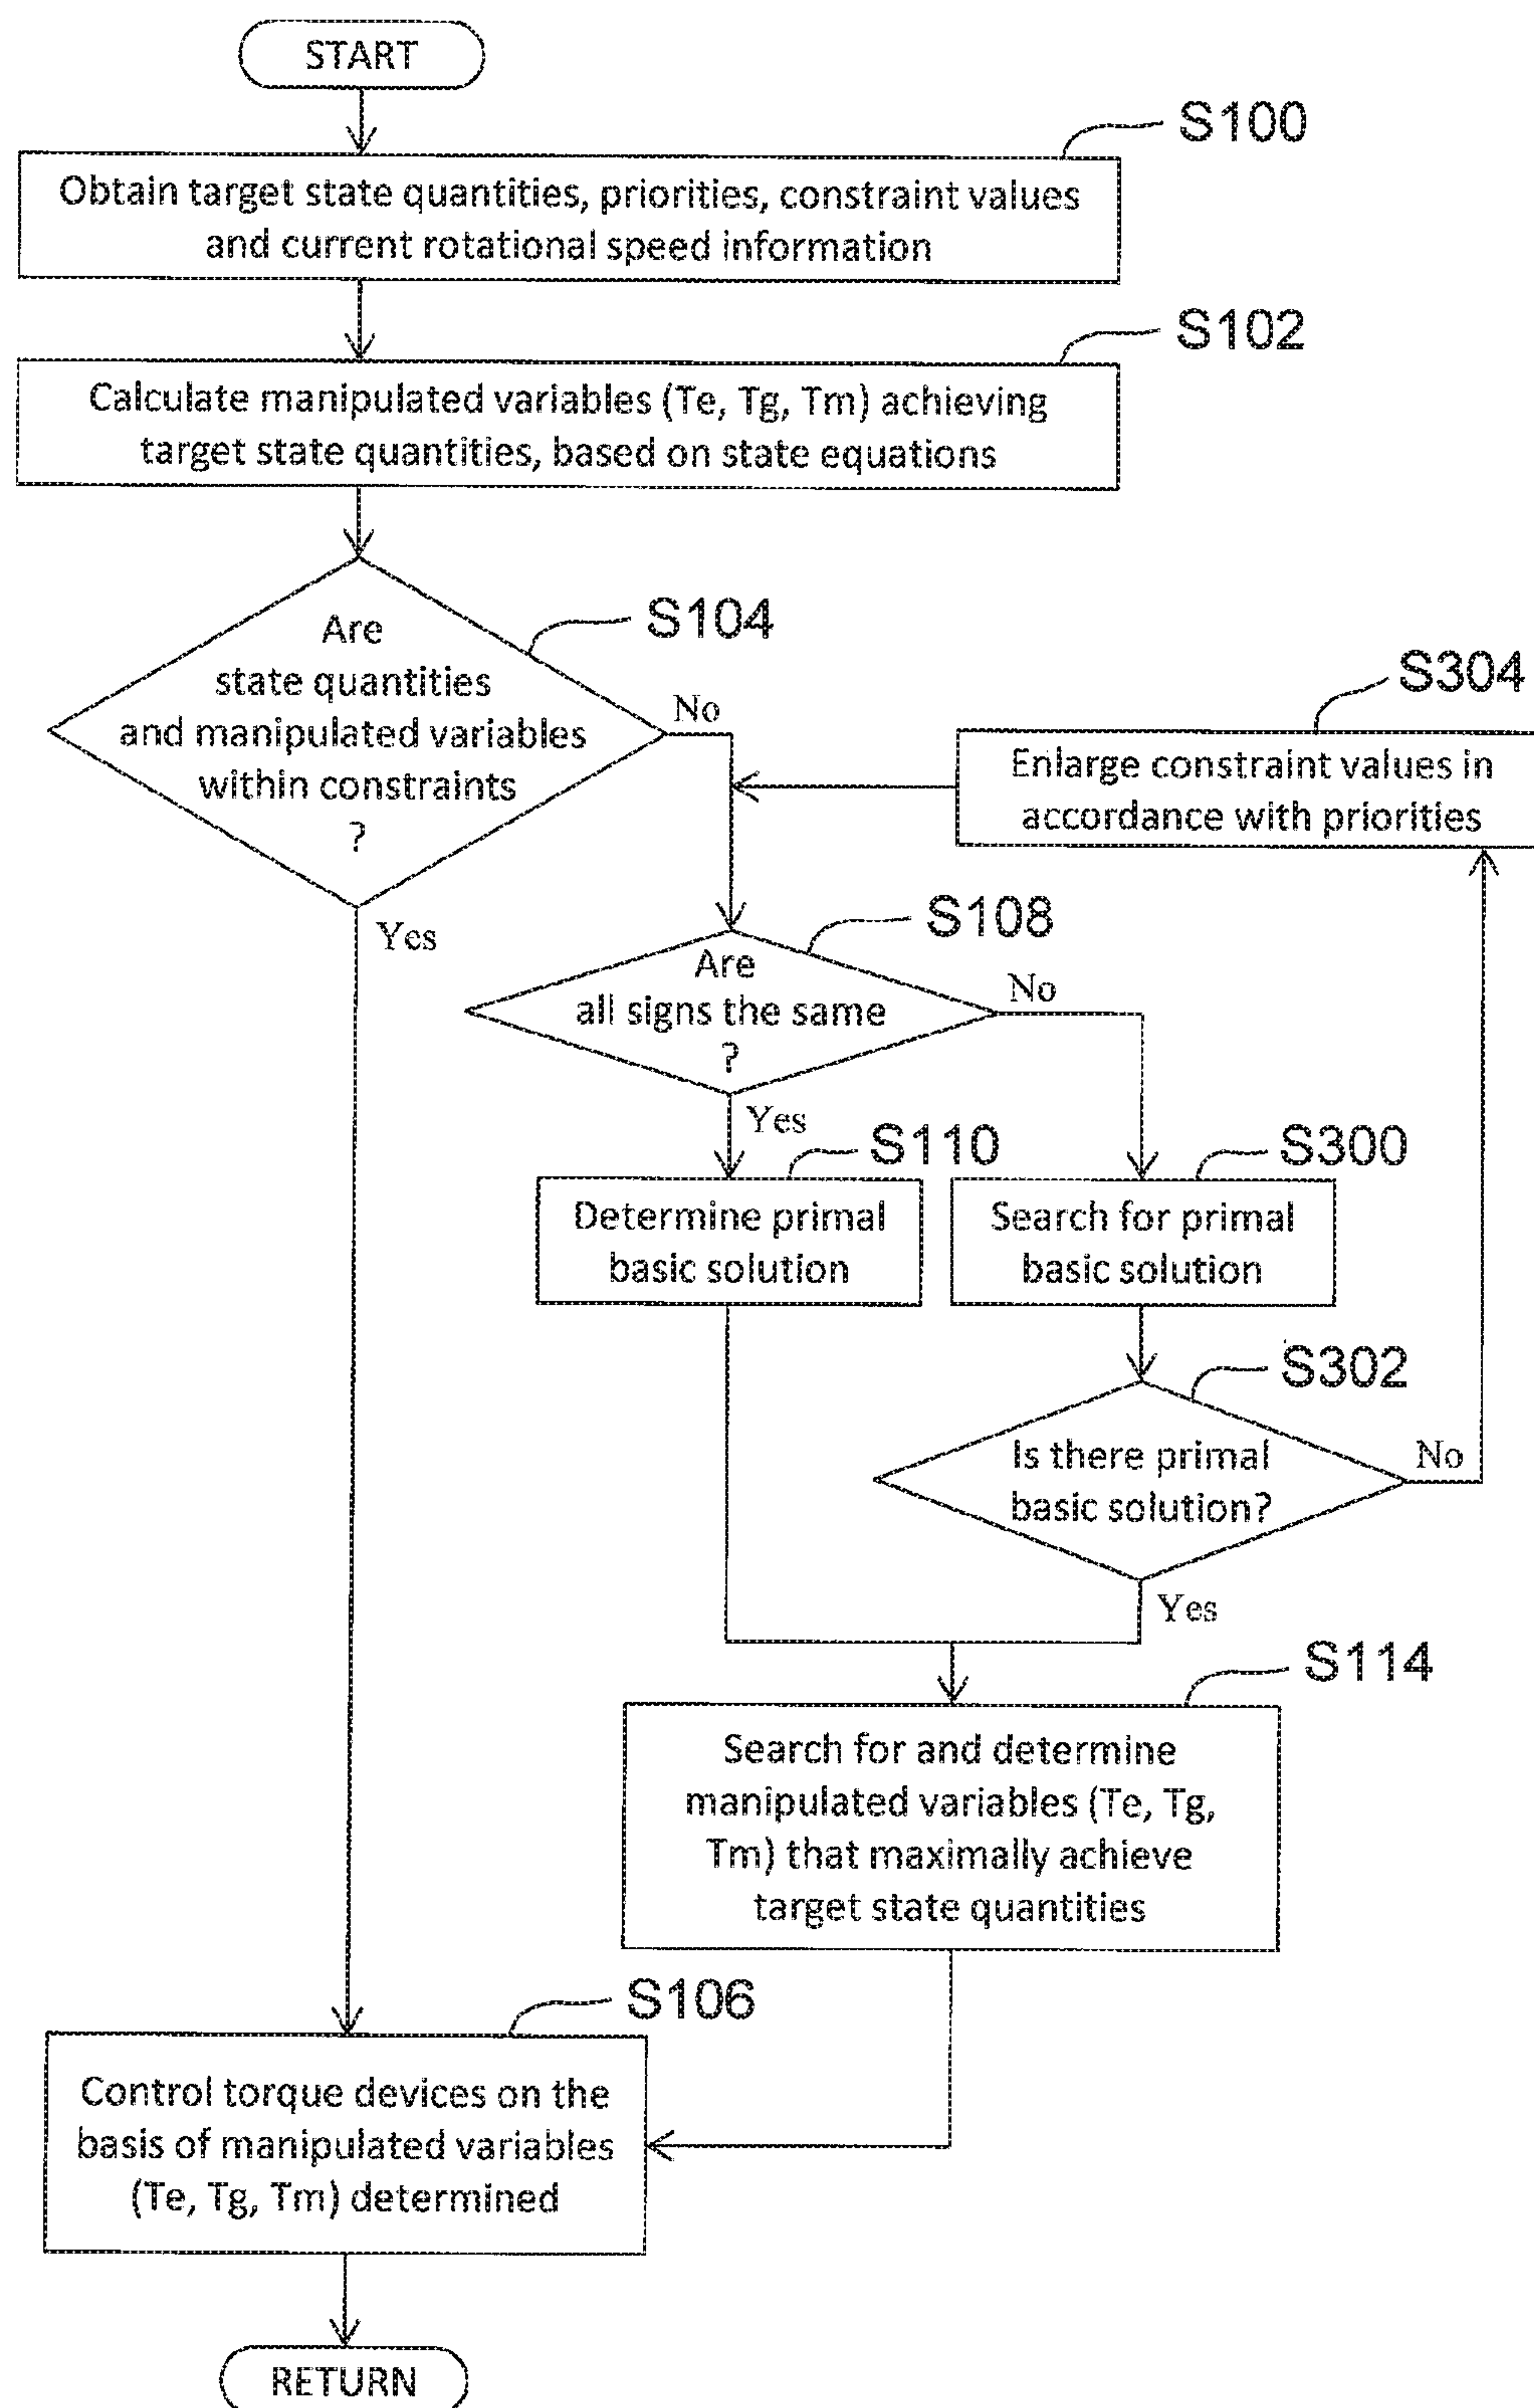 START
S100
Obtain target state quantities, priorities, constraint values
and current rotational speed information
S102
Calculate manipulated variables (Te, Tg, Tm) achieving
target state quantities, based on state equations
S104
Are
state quantities
and manipulated variables
within constraints
?
No
Yes
S304
Enlarge constraint values in
accordance with priorities
S108
Are
all signs the same
?
No
Yes
S110
Determine primal
basic solution
S300
Search for primal
basic solution
S302
Is there primal
basic solution?
No
Yes
S114
Search for and determine
manipulated variables (Te, Tg,
Tm) that maximally achieve
target state quantities
S106
Control torque devices on the
basis of manipulated variables
(Te, Tg, Tm) determined
RETURN